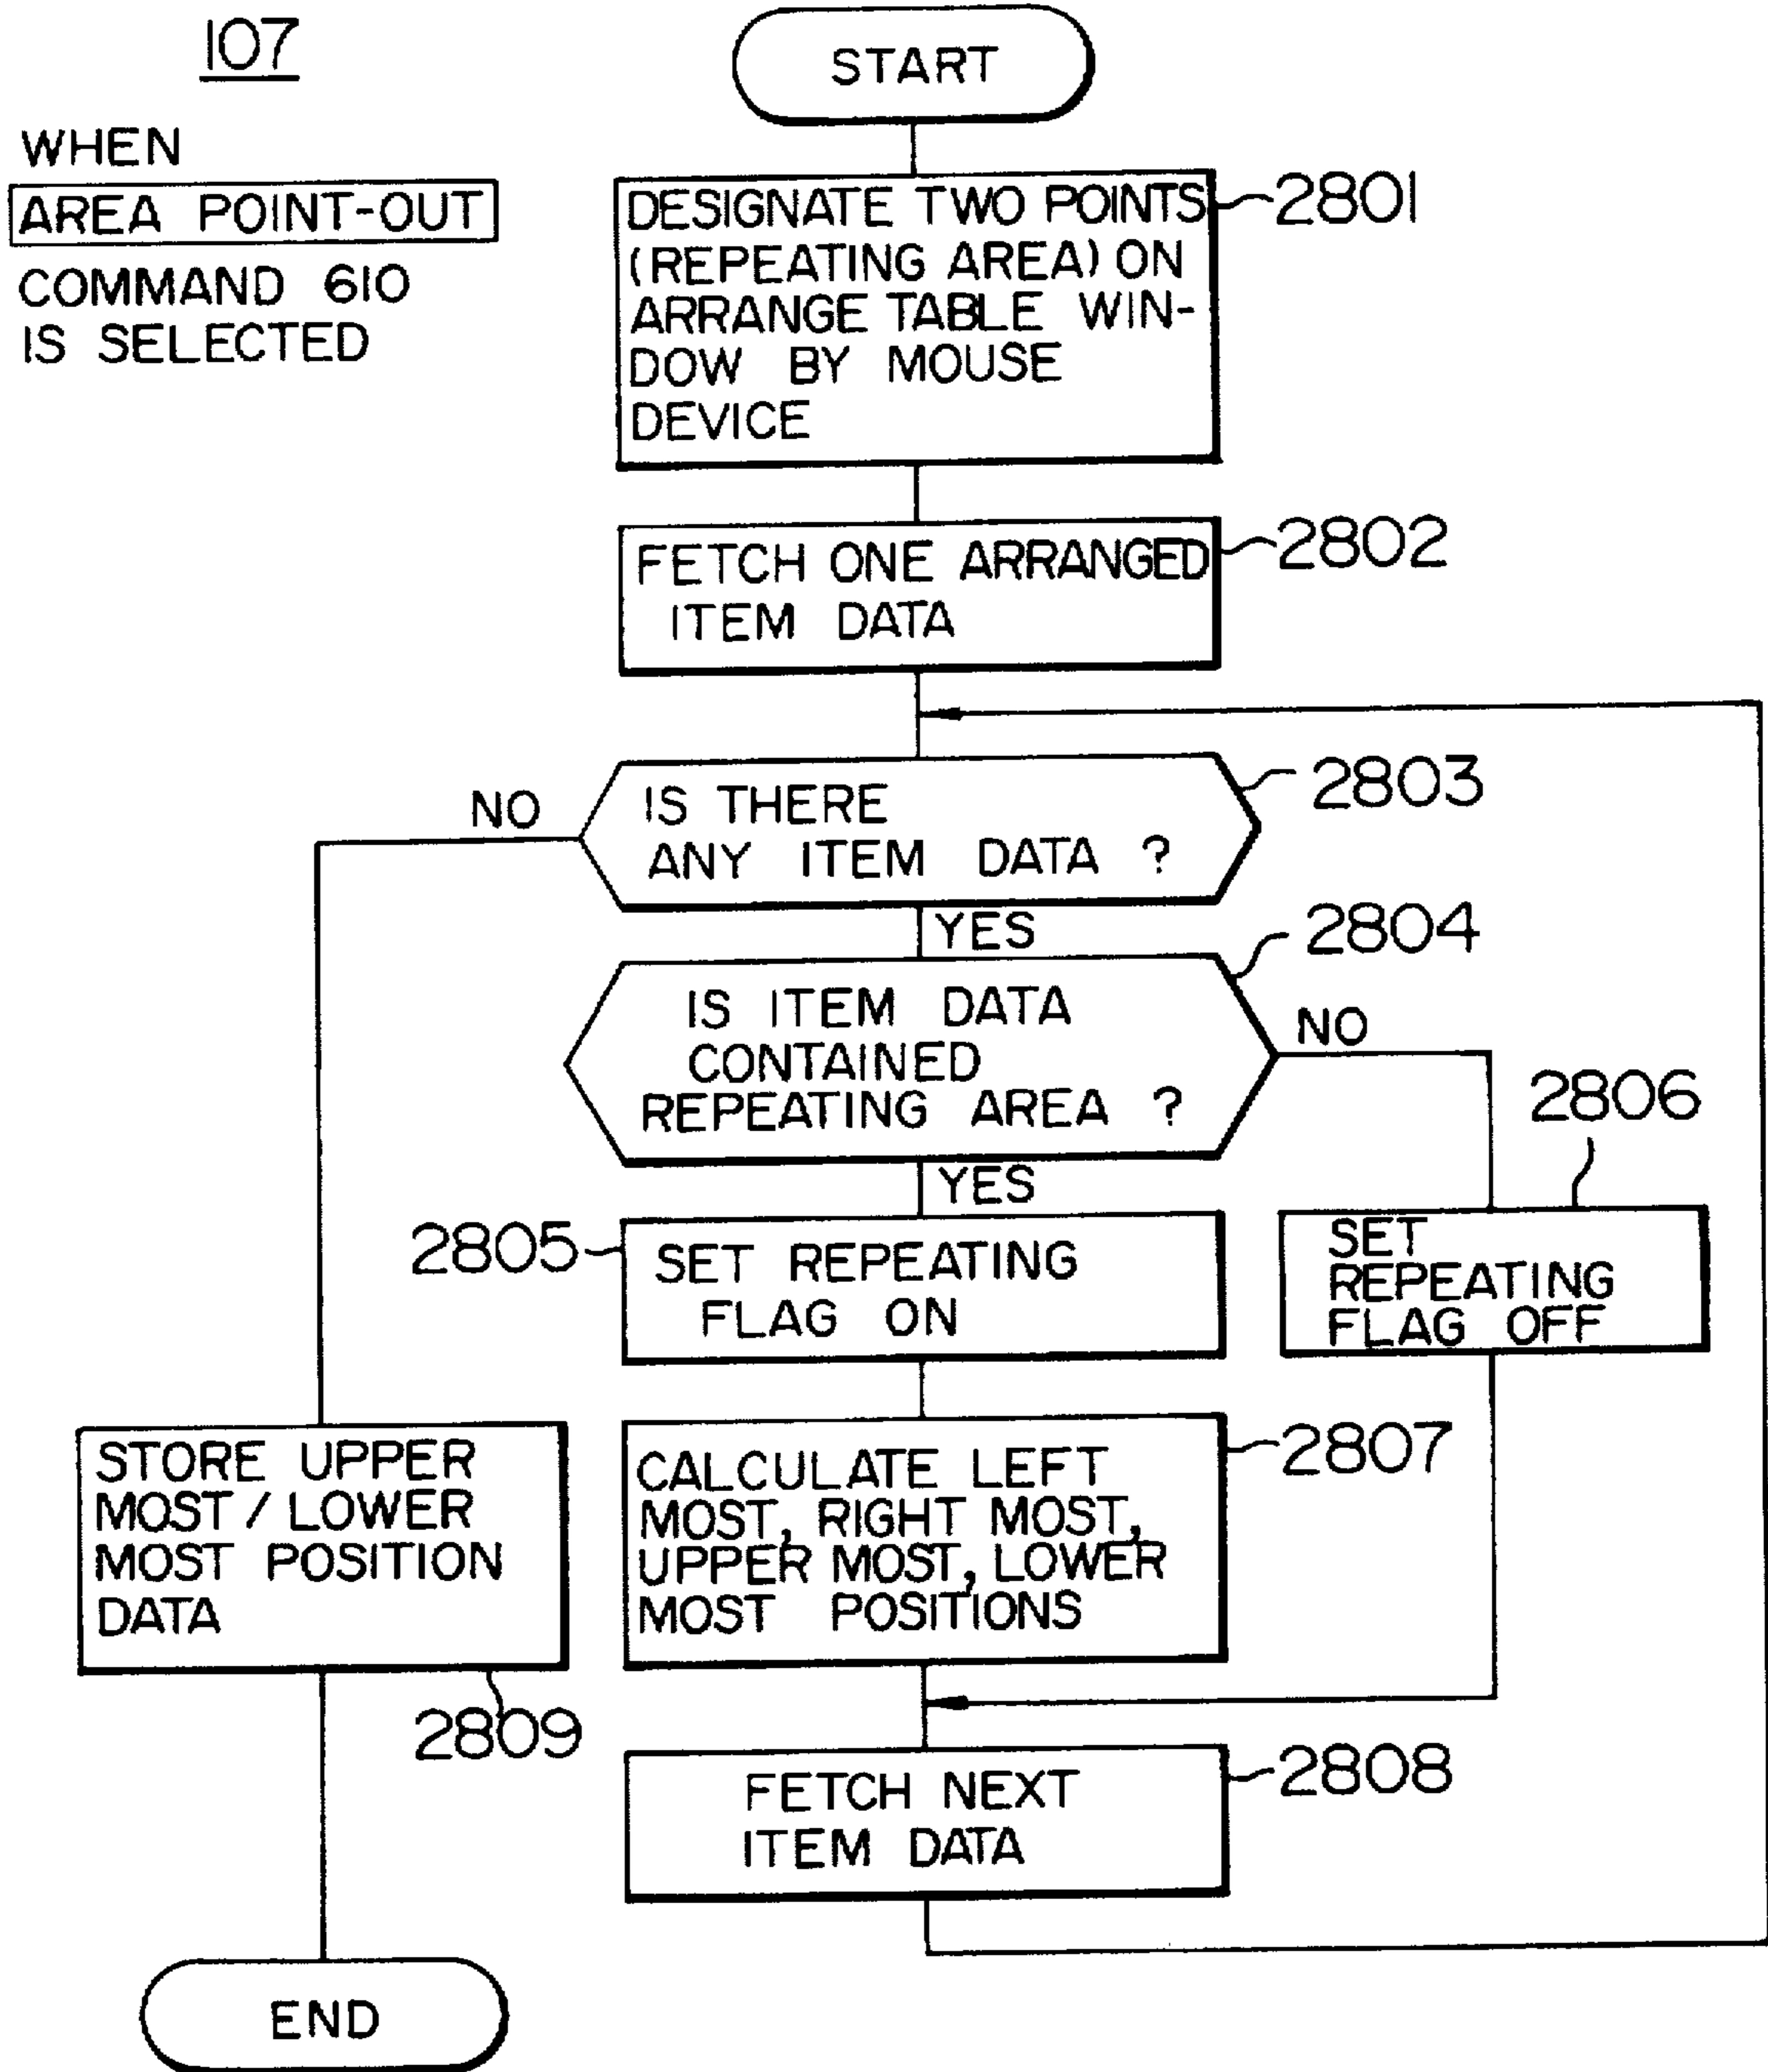 107
WHEN
AREA POINT-OUT
COMMAND 610
IS SELECTED
START
DESIGNATE TWO POINTS
(REPEATING AREA) ON
ARRANGE TABLE WIN-
DOW BY MOUSE
DEVICE
2801
FETCH ONE ARRANGED
ITEM DATA
2802
IS THERE
ANY ITEM DATA ?
2803
NO
YES
IS ITEM DATA
CONTAINED
REPEATING AREA ?
2804
NO
YES
2805
SET REPEATING
FLAG ON
2806
SET
REPEATING
FLAG OFF
STORE UPPER
MOST / LOWER
MOST POSITION
DATA
2809
CALCULATE LEFT
MOST, RIGHT MOST,
UPPER MOST, LOWER
MOST POSITIONS
2807
FETCH NEXT
ITEM DATA
2808
END